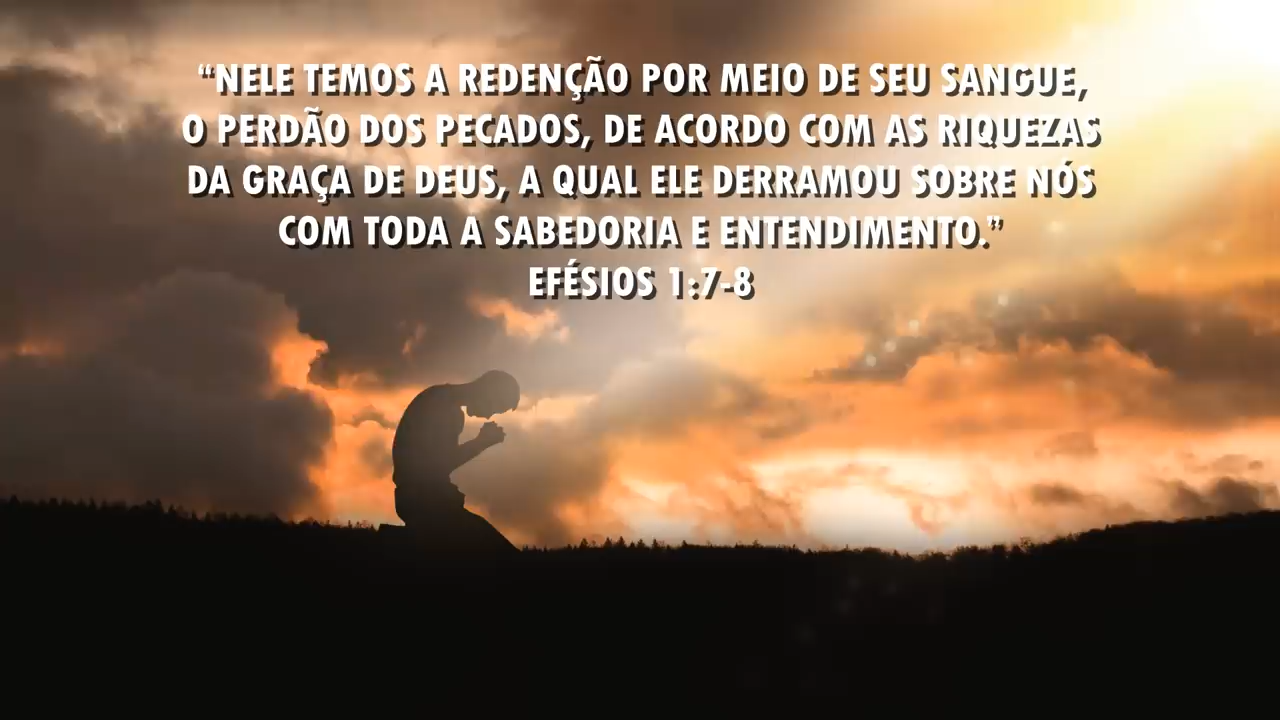 “NELE TEMOS A REDENÇÃO POR MEIO DE SEU SANGUE,
O PERDÃO DOS PECADOS, DE ACORDO COM AS RIQUEZAS
DA GRAÇA DE DEUS, A QUAL ELE DERRAMOU SOBRE NÓS
COM TODA A SABEDORIA E ENTENDIMENTO.”
EFÉSIOS 1:7-8